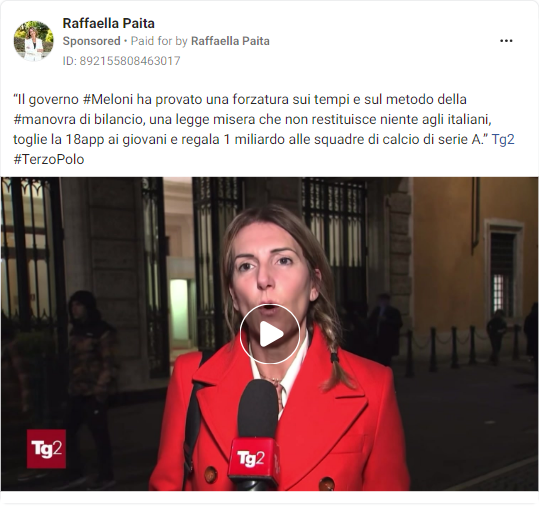 Raffaella Paita
Sponsored • Paid for by Raffaella Paita
ID: 892155808463017
“Il governo #Meloni ha provato una forzatura sui tempi e sul metodo della
#manovra di bilancio, una legge misera che non restituisce niente agli italiani,
toglie la 18app ai giovani e regala 1 miliardo alle squadre di calcio di serie A.” Tg2
#TerzoPolo
Tg2
Tg2